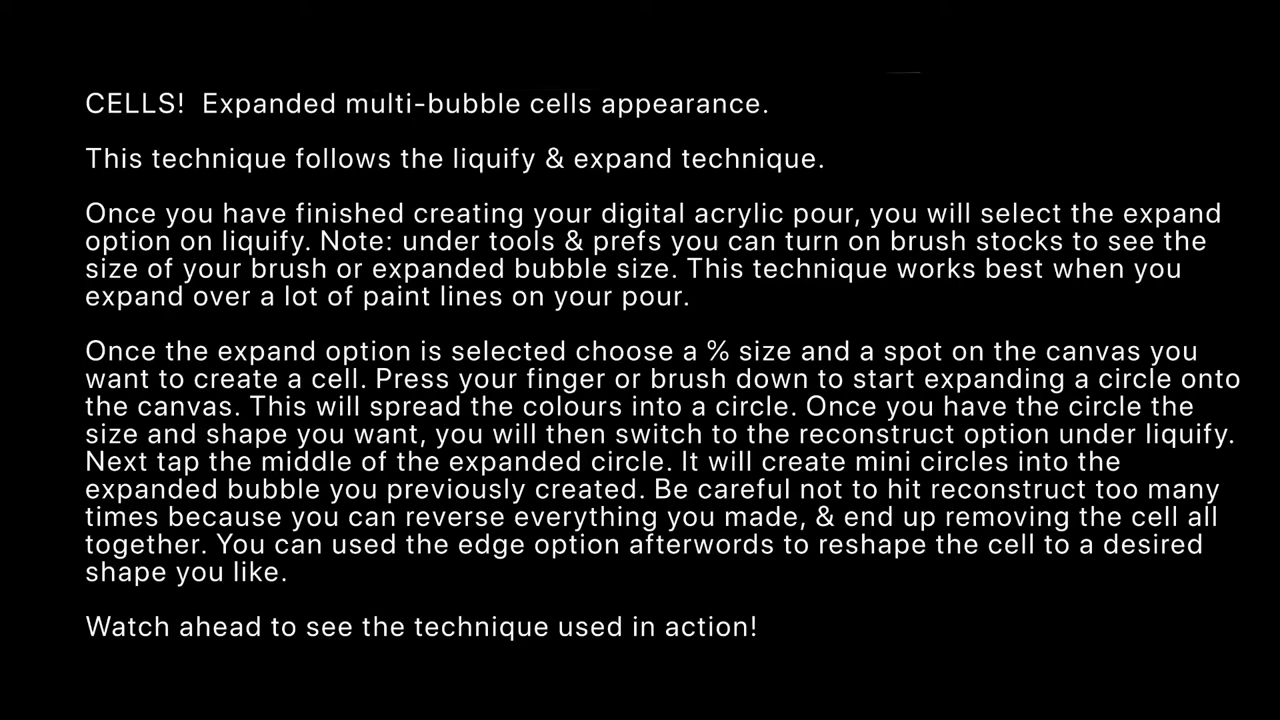 CELLS!  Expanded multi-bubble cells appearance.
This technique follows the liquify & expand technique.
Once you have finished creating your digital acrylic pour, you will select the expand
option on liquify. Note: under tools & prefs you can turn on brush stocks to see the
size of your brush or expanded bubble size. This technique works best when you
expand over a lot of paint lines on your pour.
Once the expand option is selected choose a % size and a spot on the canvas you
want to create a cell. Press your finger or brush down to start expanding a circle onto
the canvas. This will spread the colours into a circle. Once you have the circle the
size and shape you want, you will then switch to the reconstruct option under liquify.
Next tap the middle of the expanded circle. It will create mini circles into the
expanded bubble you previously created. Be careful not to hit reconstruct too many
times because you can reverse everything you made, & end up removing the cell all
together. You can used the edge option afterwords to reshape the cell to a desired
shape you like.
Watch ahead to see the technique used in action!